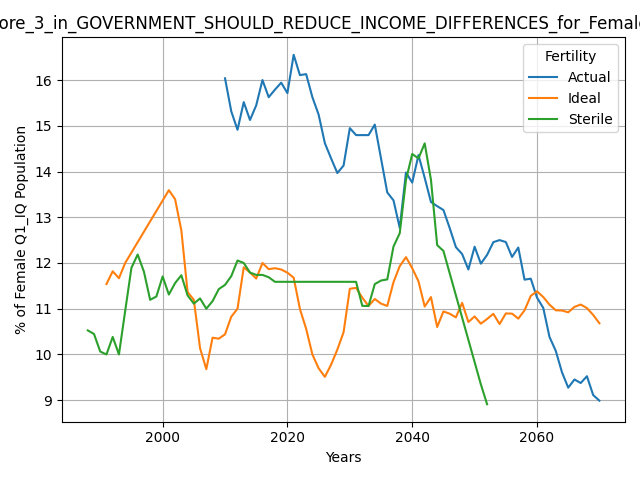 ore_3_in_GOVERNMENT_SHOULD_REDUCE_INCOME_DIFFERENCES_for_Female
Fertility
Actual
Ideal
Sterile
% of Female Q1_IQ Population
16
15
14
13
12
11
10
9
2000 2020 2040 2060
Years